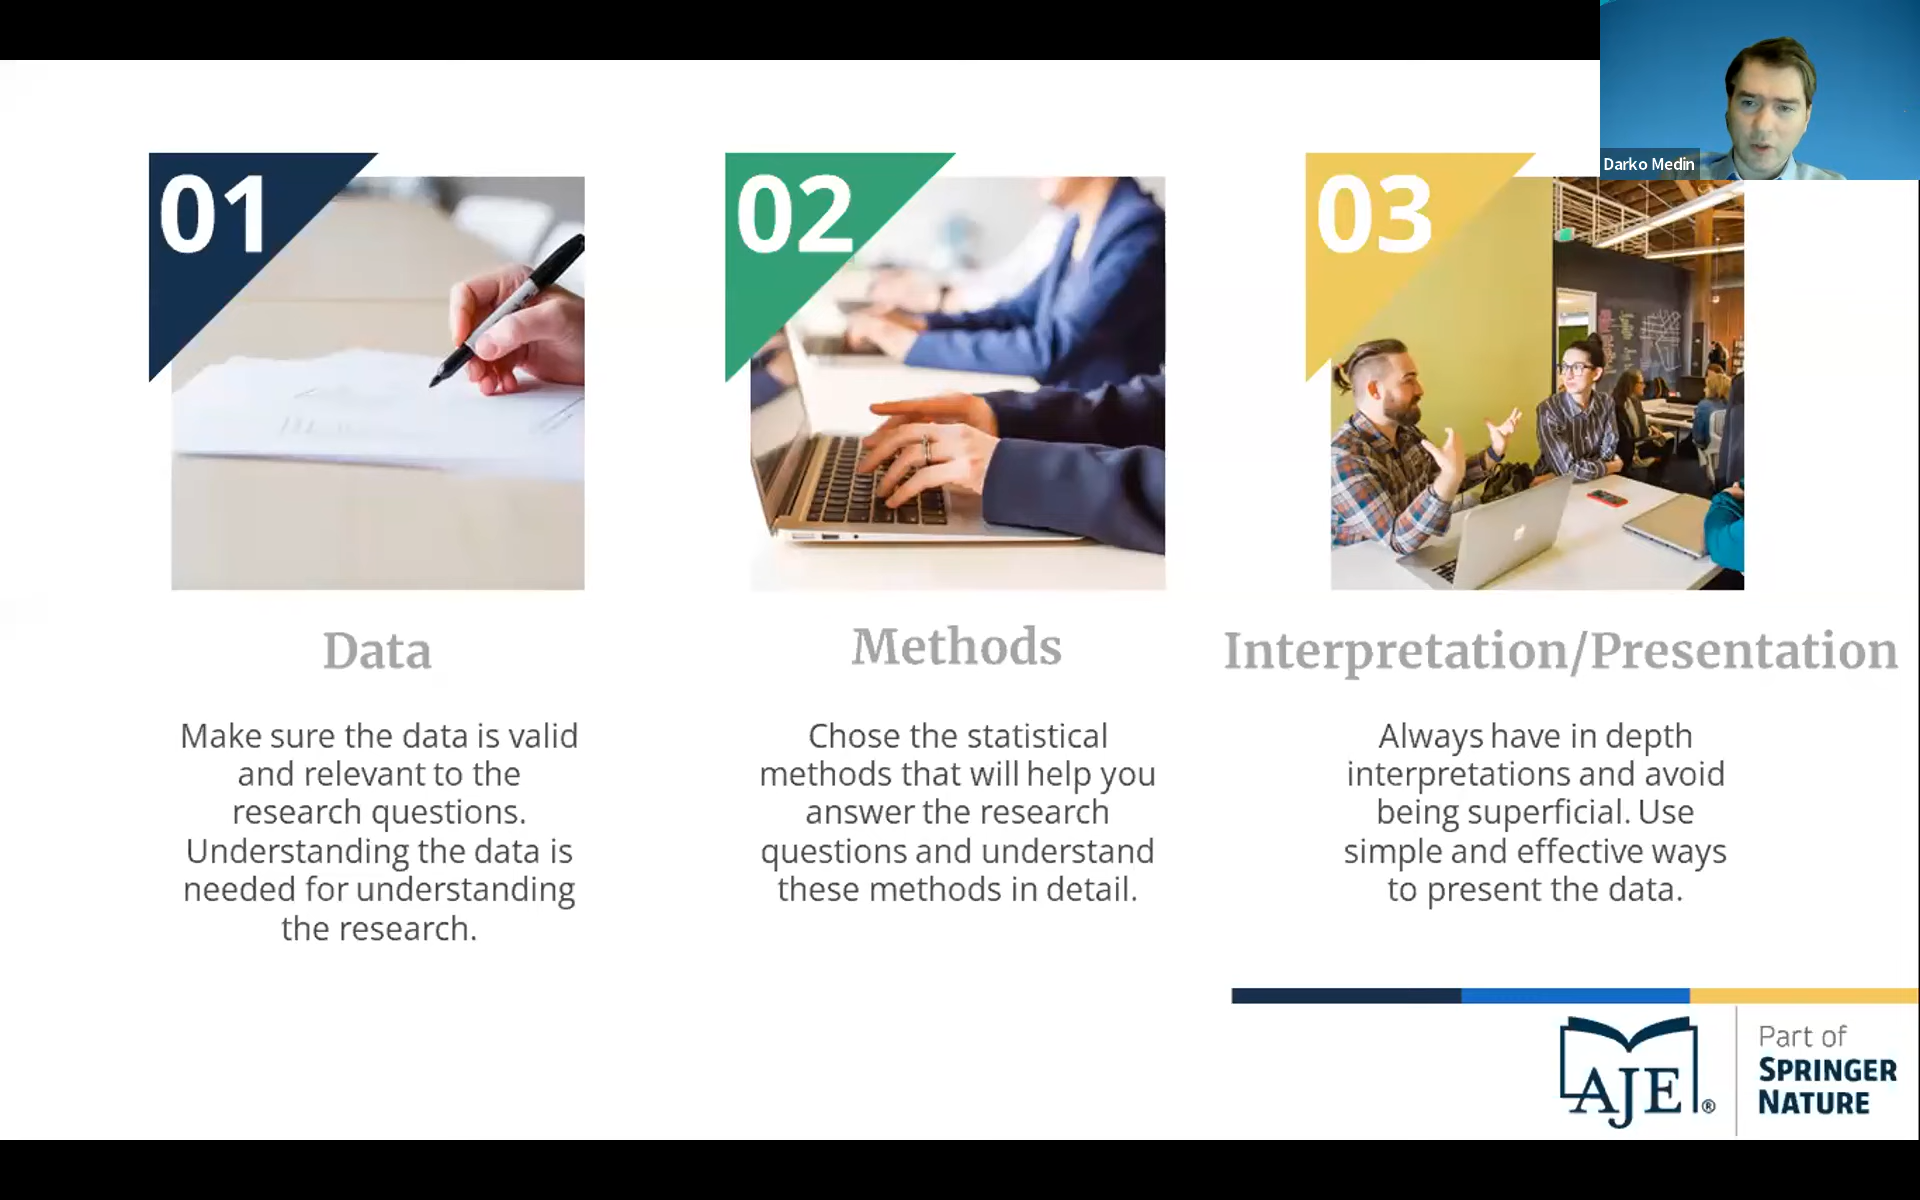 Darko Medin
01
02
03
Data
Methods
Interpretation/Presentation
Make sure the data is valid
and relevant to the
research questions.
Understanding the data is
needed for understanding
the research.
Chose the statistical
methods that will help you
answer the research
questions and understand
these methods in detail.
Always have in depth
interpretations and avoid
being superficial. Use
simple and effective ways
to present the data.
AJE®
Part of
SPRINGER
NATURE